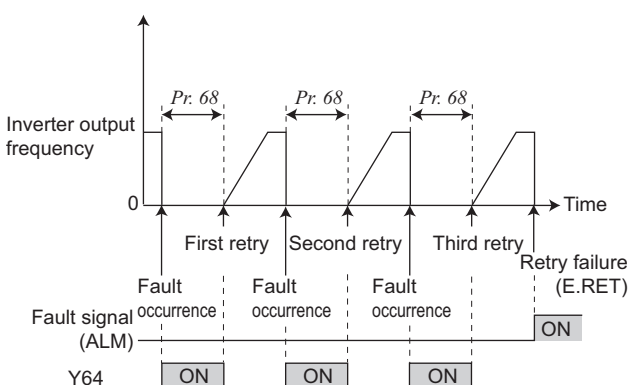 Pr. 68 Pr. 68 Pr. 68
Inverter output
frequency
0
Time
First retry Second retry Third retry
Retry failure
(E.RET)
Fault
occurrence
Fault
occurrence
Fault
occurrence
Fault signal
(ALM)
ON
Y64 ON ON ON